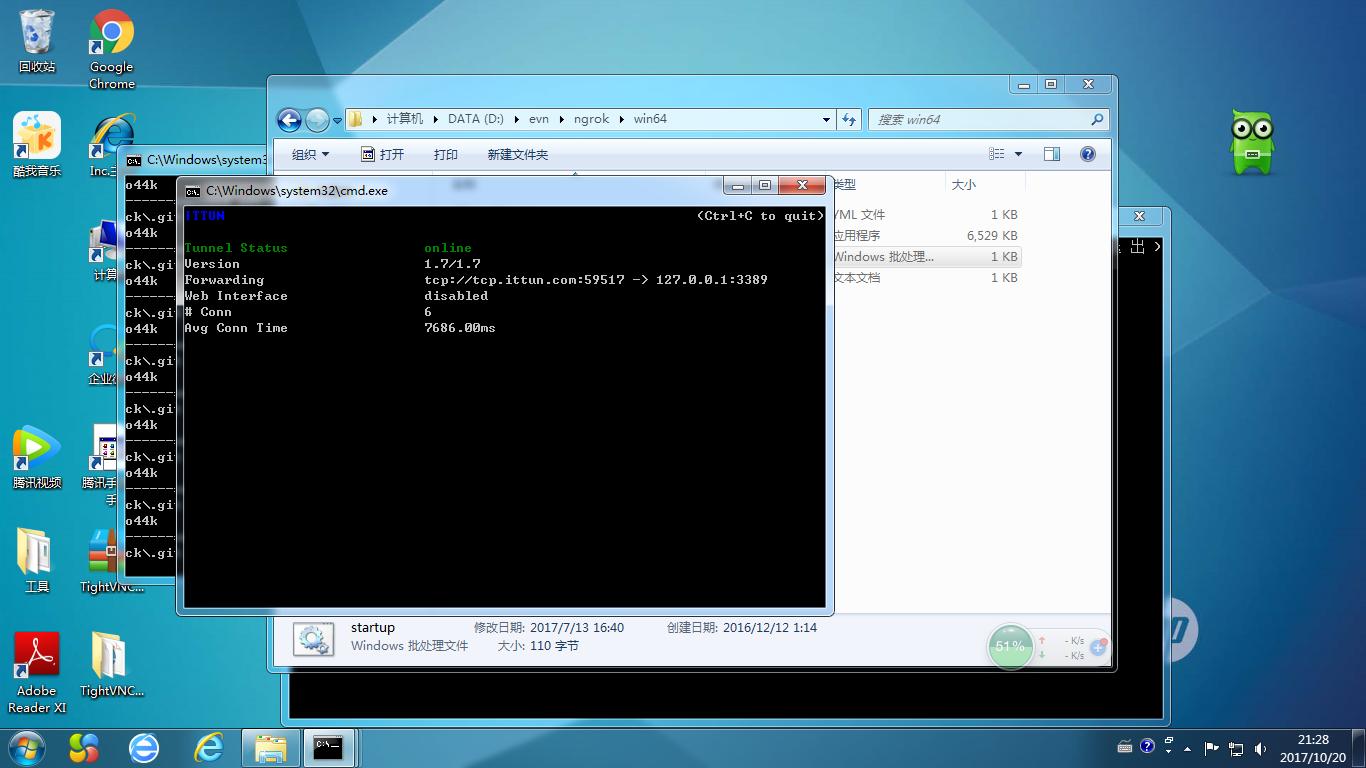 回收站
Google Chrome
酷我音乐
Inc.
计算
企业
腾讯视频
腾讯手
手
工具
TightVNC...
Adobe Reader XI
TightVNC...
计算机
DATA (D:)
evn
ngrok
win64
搜索 win64
组织
打开
打印
新建文件夹
类型
大小
YML 文件
1 KB
应用程序
6,529 KB
Windows 批处理...
1 KB
文本文档
1 KB
C:\Windows\system3
o44k
ck\.gi
o44k
ck\.gi
o44k
ck\.gi
o44k
ck\.gi
o44k
ck\.gi
o44k
ck\.gi
o44k
ck\.gi
o44k
ck\.gi
C:\Windows\system32\cmd.exe
ITTUN (Ctrl+C to quit)
Tunnel Status online
Version 1.7/1.7
Forwarding tcp://tcp.ittun.com:59517 -> 127.0.0.1:3389
Web Interface disabled
# Conn 6
Avg Conn Time 7686.00ms
出
startup 修改日期: 2017/7/13 16:40 创建日期: 2016/12/12 1:14
Windows 批处理文件 大小: 110 字节
51%
- K/s
- K/s
21:28
2017/10/20